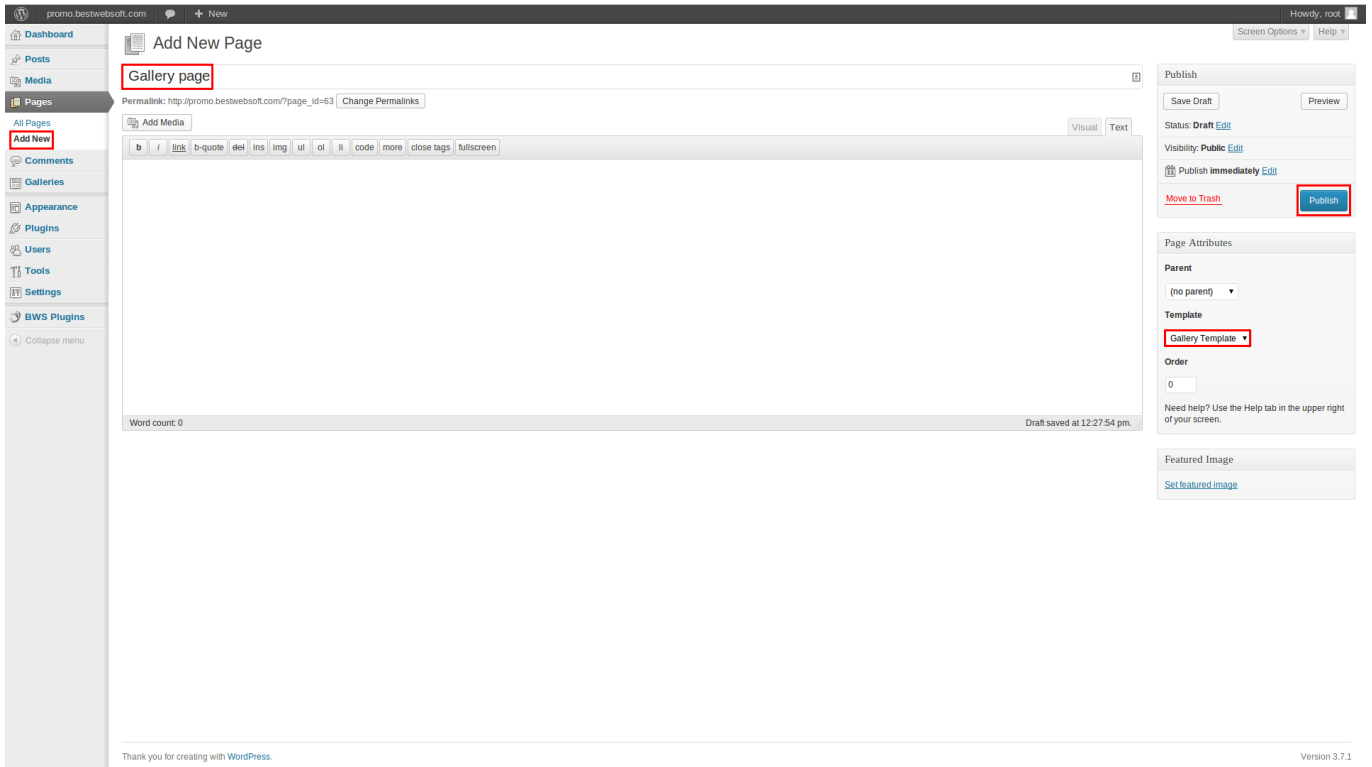 promo.bestwebsoft.com + New Howdy, root
Screen Options Help
Dashboard
Posts
Media
Pages
All Pages
Add New
Comments
Galleries
Appearance
Plugins
Users
Tools
Settings
BWS Plugins
Collapse menu
Add New Page
Gallery page
Permalink: http://promo.bestwebsoft.com/?page_id=63 Change Permalinks
Add Media
Visual Text
b i link b-quote del ins img ul ol li code more close tags fullscreen
Word count: 0 Draft saved at 12:27:54 pm.
Publish
Save Draft Preview
Status: Draft Edit
Visibility: Public Edit
Publish immediately Edit
Move to Trash Publish
Page Attributes
Parent
(no parent)
Template
Gallery Template
Order
0
Need help? Use the Help tab in the upper right
of your screen.
Featured Image
Set featured image
Thank you for creating with WordPress. Version 3.7.1